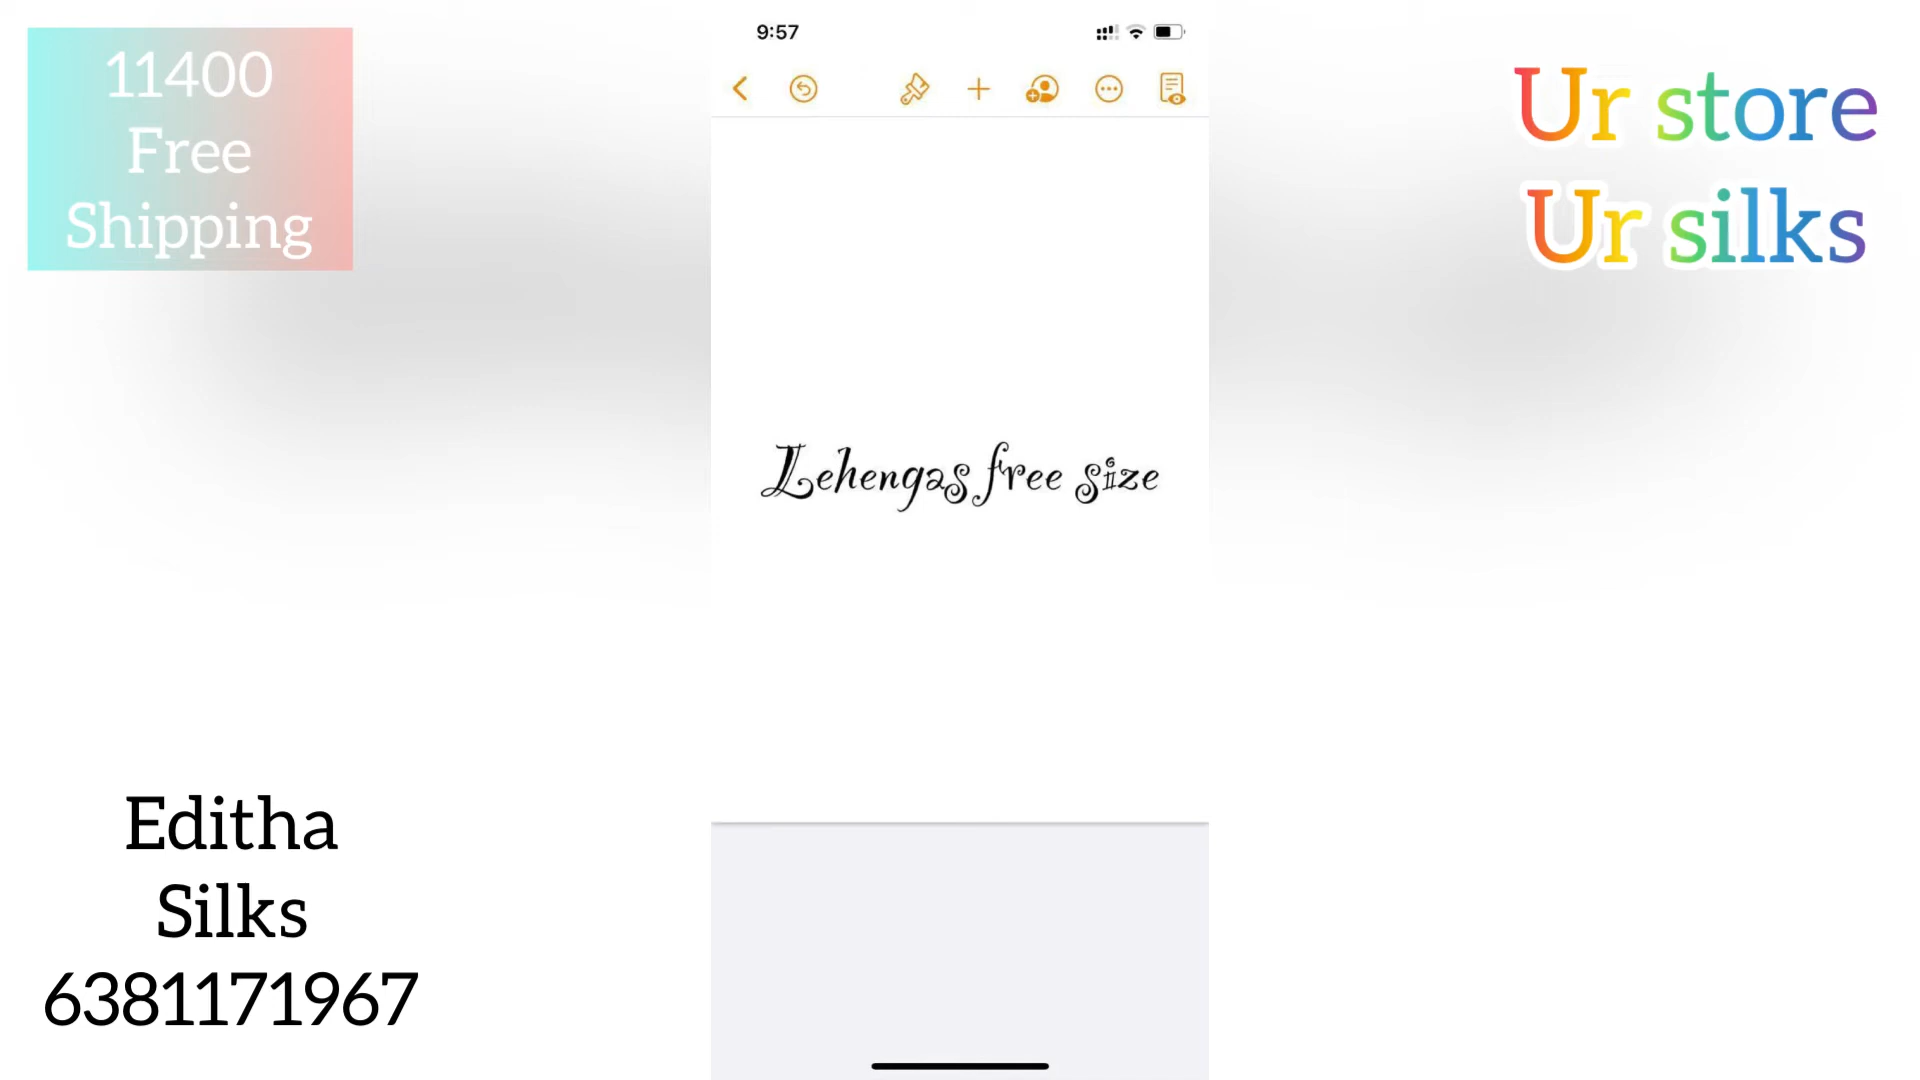 11400
Free
Shipping
9:57
Ur store
Ur silks
Lehengas free size
Editha
Silks
6381171967